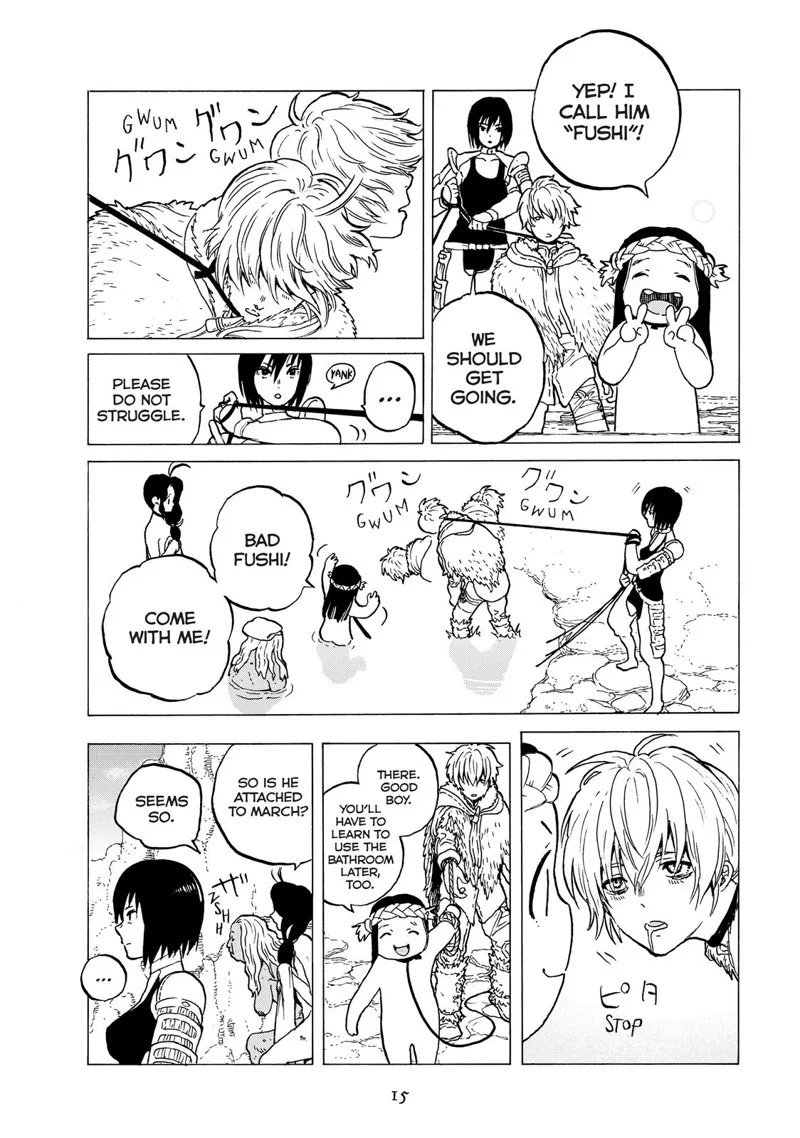 YEP! I
CALL HIM
"FUSHI"!
WE
SHOULD
GET
GOING.
GWUM
グワン
グワン
GWUM
...
YANK
PLEASE
DO NOT
STRUGGLE.
グワン
GWUM
グワン
GWUM
BAD
FUSHI!
COME
WITH ME!
ピタ
STOP
THERE.
GOOD
BOY.
YOU'LL
HAVE TO
LEARN TO
USE THE
BATHROOM
LATER,
TOO.
SO IS HE
ATTACHED
TO MARCH?
SEEMS
SO.
ザザ
ZSHH
...
15